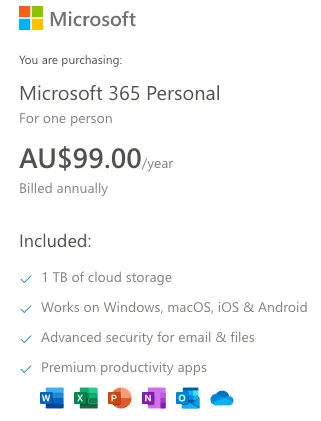 Microsoft
You are purchasing:
Microsoft 365 Personal
For one person
AU$99.00/year
Billed annually
Included:
1 TB of cloud storage
Works on Windows, macOS, iOS & Android
Advanced security for email & files
Premium productivity apps
W X P N O